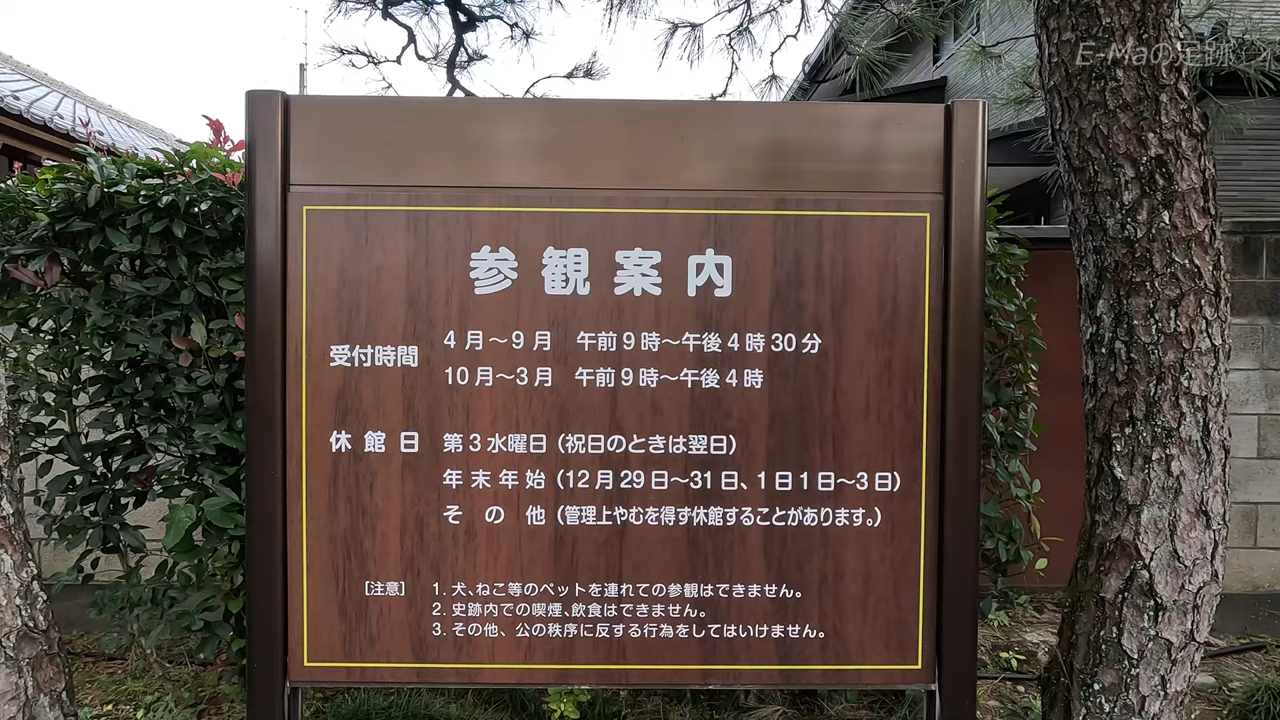 E-Maの足跡
参観案内
受付時間 4月～9月 午前9時～午後4時30分
10月～3月 午前9時～午後4時
休館日 第3水曜日（祝日のときは翌日）
年末年始（12月29日～31日、1日1日～3日）
その他（管理上やむを得ず休館することがあります。）
［注意］ 1. 犬、ねこ等のペットを連れての参観はできません。
2. 史跡内での喫煙、飲食はできません。
3. その他、公の秩序に反する行為をしてはいけません。